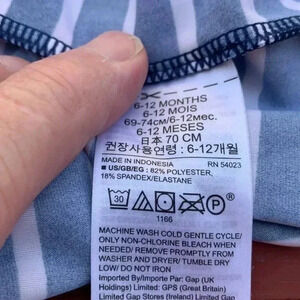 6-12 MONTHS
6-12 MOIS
69-74см/6-12мес.
6-12 MESES
日本 70 CM
권장사용연령 : 6-12개월
MADE IN INDONESIA RN 54023
■ US/GB/EG : 82% POLYESTER,
18% SPANDEX/ELASTANE
30
P
1166
MACHINE WASH COLD GENTLE CYCLE/
ONLY NON-CHLORINE BLEACH WHEN
NEEDED/ REMOVE PROMPTLY FROM
WASHER AND DRYER/ TUMBLE DRY
LOW/ DO NOT IRON
Imported by/Importe Par: Gap (UK
Holdings) Limited: GPS (Great Britain)
Limited Gap Stores (Ireland) Limited Gap